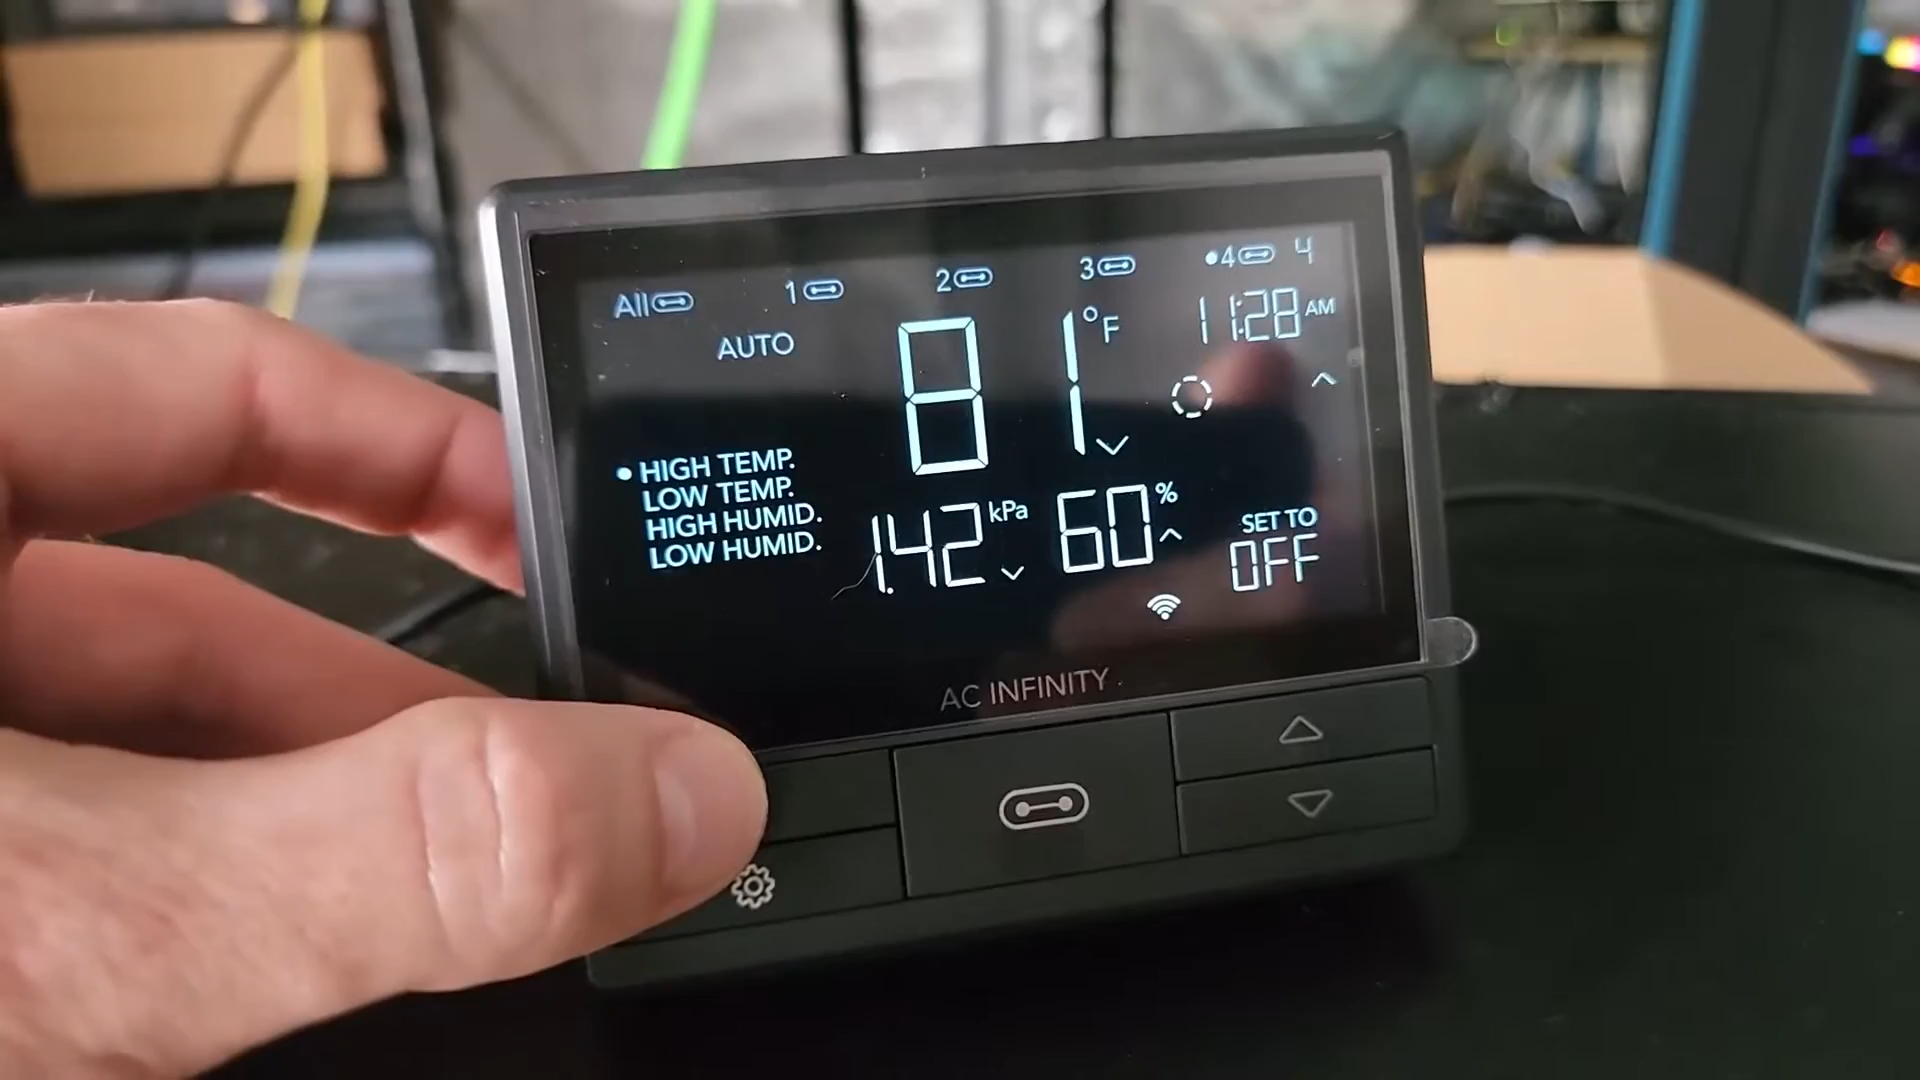 All 1 2 3 •4 4
AUTO 81 °F 11:28 AM
• HIGH TEMP.
LOW TEMP.
HIGH HUMID.
LOW HUMID.
1.42 kPa 60 %
SET TO
OFF
AC INFINITY